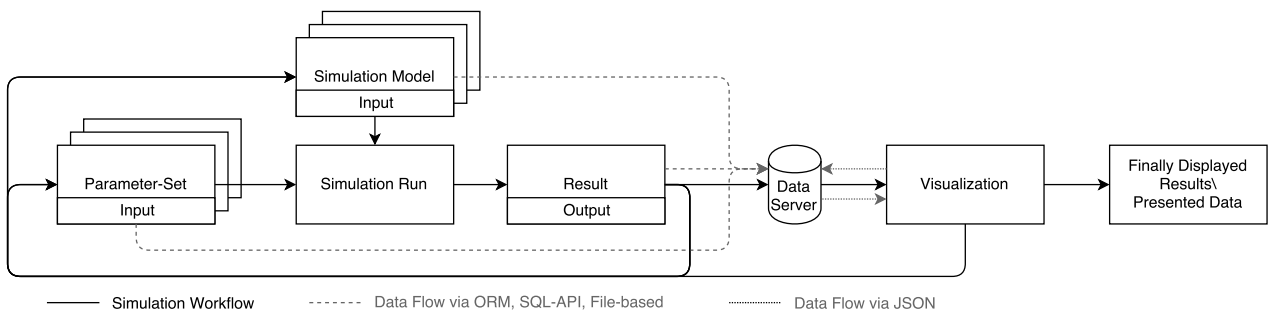 Simulation Model
Input
Parameter-Set
Input
Simulation Run
Result
Output
Data
Server
Visualization
Finally Displayed
Results\
Presented Data
Simulation Workflow
Data Flow via ORM, SQL-API, File-based
Data Flow via JSON